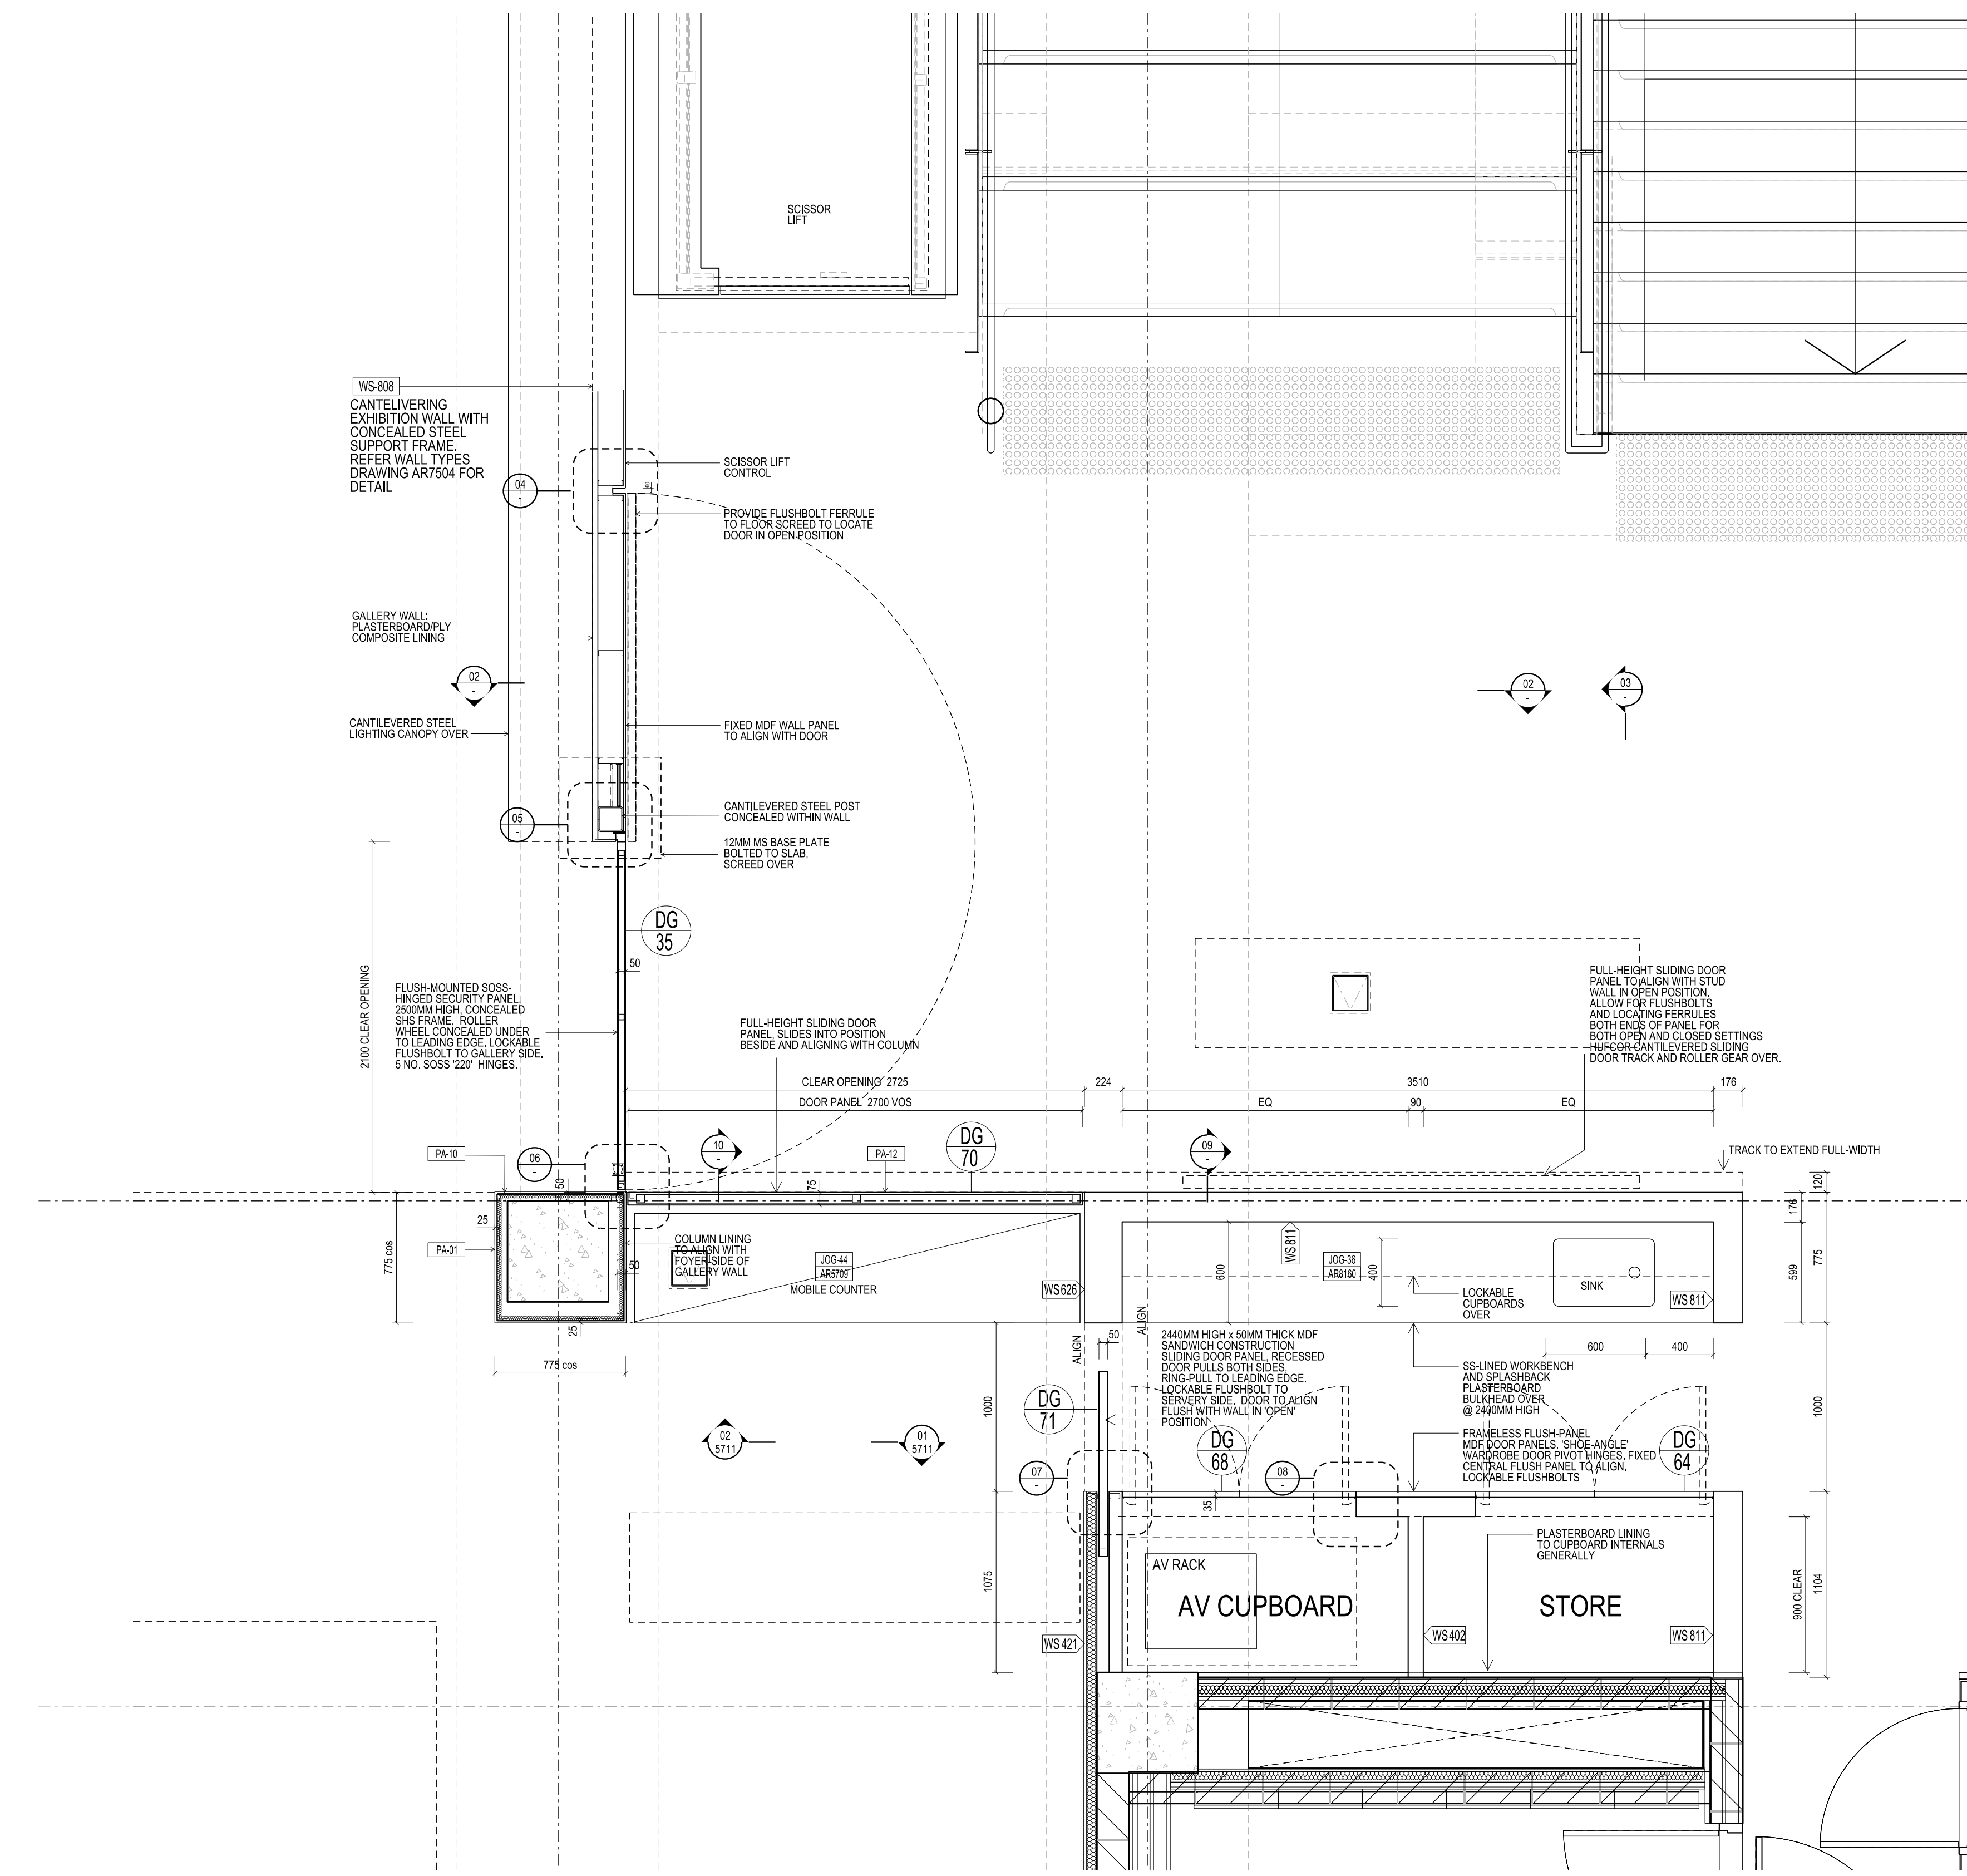 SCISSOR
LIFT
WS-808
CANTELIVERING
EXHIBITION WALL WITH
CONCEALED STEEL
SUPPORT FRAME.
REFER WALL TYPES
DRAWING AR7504 FOR
DETAIL
04
-
SCISSOR LIFT
CONTROL
PROVIDE FLUSHBOLT FERRULE
TO FLOOR SCREED TO LOCATE
DOOR IN OPEN POSITION
GALLERY WALL:
PLASTERBOARD/PLY
COMPOSITE LINING
02
-
02
-
03
-
CANTILEVERED STEEL
LIGHTING CANOPY OVER
FIXED MDF WALL PANEL
TO ALIGN WITH DOOR
05
-
CANTILEVERED STEEL POST
CONCEALED WITHIN WALL
12MM MS BASE PLATE
BOLTED TO SLAB,
SCREED OVER
DG
35
50
2100 CLEAR OPENING
FLUSH-MOUNTED SOSS-
HINGED SECURITY PANEL,
2500MM HIGH, CONCEALED
SHS FRAME, ROLLER
WHEEL CONCEALED UNDER
TO LEADING EDGE. LOCKABLE
FLUSHBOLT TO GALLERY SIDE.
5 NO. SOSS '220' HINGES.
FULL-HEIGHT SLIDING DOOR
PANEL, SLIDES INTO POSITION
BESIDE AND ALIGNING WITH COLUMN
FULL-HEIGHT SLIDING DOOR
PANEL TO ALIGN WITH STUD
WALL IN OPEN POSITION.
ALLOW FOR FLUSHBOLTS
AND LOCATING FERRULES
BOTH ENDS OF PANEL FOR
BOTH OPEN AND CLOSED SETTINGS
HUFCOR CANTILEVERED SLIDING
DOOR TRACK AND ROLLER GEAR OVER.
CLEAR OPENING 2725
224
3510
176
DOOR PANEL 2700 VOS
EQ
90
EQ
PA-10
06
-
10
-
PA-12
DG
70
09
-
TRACK TO EXTEND FULL-WIDTH
50
75
120
176
25
PA-01
775 cos
COLUMN LINING
TO ALIGN WITH
FOYER-SIDE OF
GALLERY WALL
50
JOG-44
AR5709
MOBILE COUNTER
WS 626
600
WS 811
JOG-36
AR8160
400
SINK
LOCKABLE
CUPBOARDS
OVER
WS 811
599
775
25
775 cos
ALIGN
50
ALIGN
2440MM HIGH x 50MM THICK MDF
SANDWICH CONSTRUCTION
SLIDING DOOR PANEL, RECESSED
DOOR PULLS BOTH SIDES,
RING-PULL TO LEADING EDGE.
LOCKABLE FLUSHBOLT TO
SERVERY SIDE, DOOR TO ALIGN
FLUSH WITH WALL IN 'OPEN'
POSITION
600
400
SS-LINED WORKBENCH
AND SPLASHBACK
PLASTERBOARD
BULKHEAD OVER
@ 2400MM HIGH
1000
DG
71
1000
02
5711
01
5711
DG
68
FRAMELESS FLUSH-PANEL
MDF DOOR PANELS. 'SHOE-ANGLE'
WARDROBE DOOR PIVOT HINGES. FIXED
CENTRAL FLUSH PANEL TO ALIGN.
LOCKABLE FLUSHBOLTS
DG
64
07
-
08
-
35
PLASTERBOARD LINING
TO CUPBOARD INTERNALS
GENERALLY
AV RACK
1075
AV CUPBOARD
STORE
900 CLEAR
1104
WS 421
WS 402
WS 811